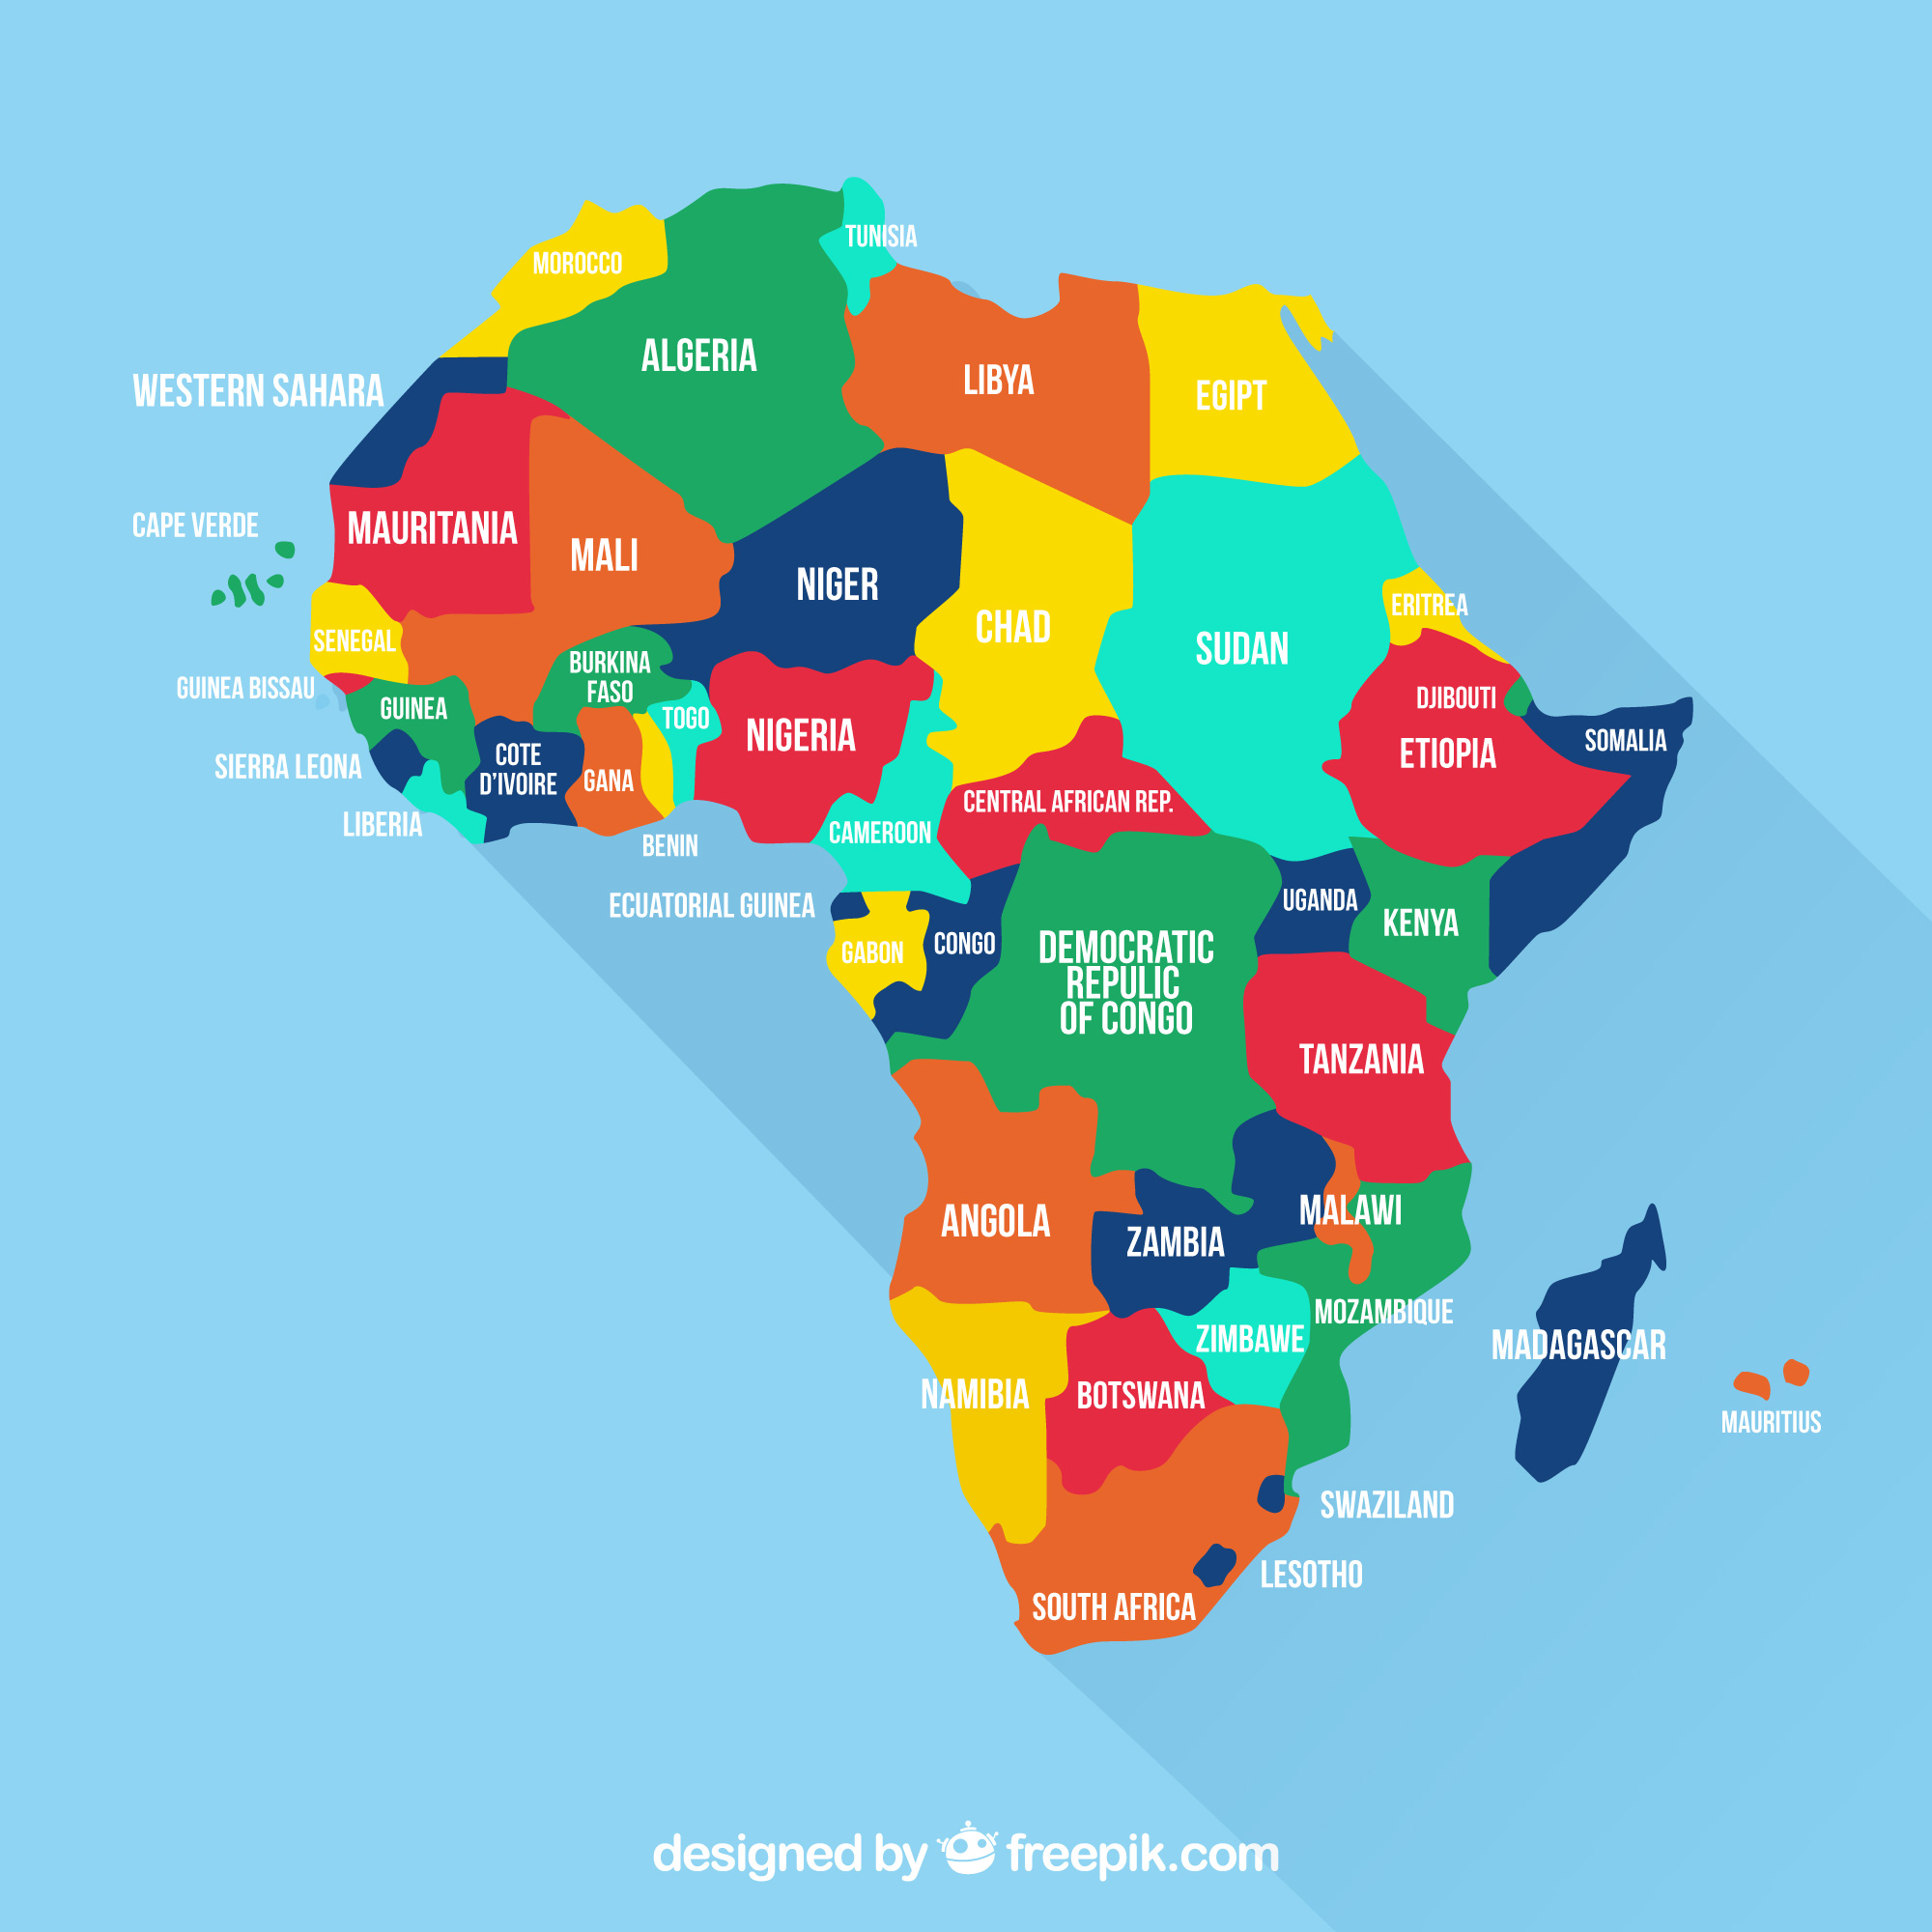 TUNISIA
MOROCCO
ALGERIA
LIBYA
EGIPT
WESTERN SAHARA
CAPE VERDE
MAURITANIA
MALI
NIGER
CHAD
SUDAN
ERITREA
SENEGAL
BURKINA
FASO
GUINEA BISSAU
GUINEA
TOGO
NIGERIA
DJIBOUTI
ETIOPIA
SOMALIA
SIERRA LEONA
COTE
D'IVOIRE
GANA
LIBERIA
BENIN
CENTRAL AFRICAN REP.
CAMEROON
ECUATORIAL GUINEA
GABON
CONGO
DEMOCRATIC
REPULIC
OF CONGO
UGANDA
KENYA
TANZANIA
ANGOLA
ZAMBIA
MALAWI
MOZAMBIQUE
ZIMBAWE
MADAGASCAR
NAMIBIA
BOTSWANA
MAURITIUS
SWAZILAND
LESOTHO
SOUTH AFRICA
designed by freepik.com